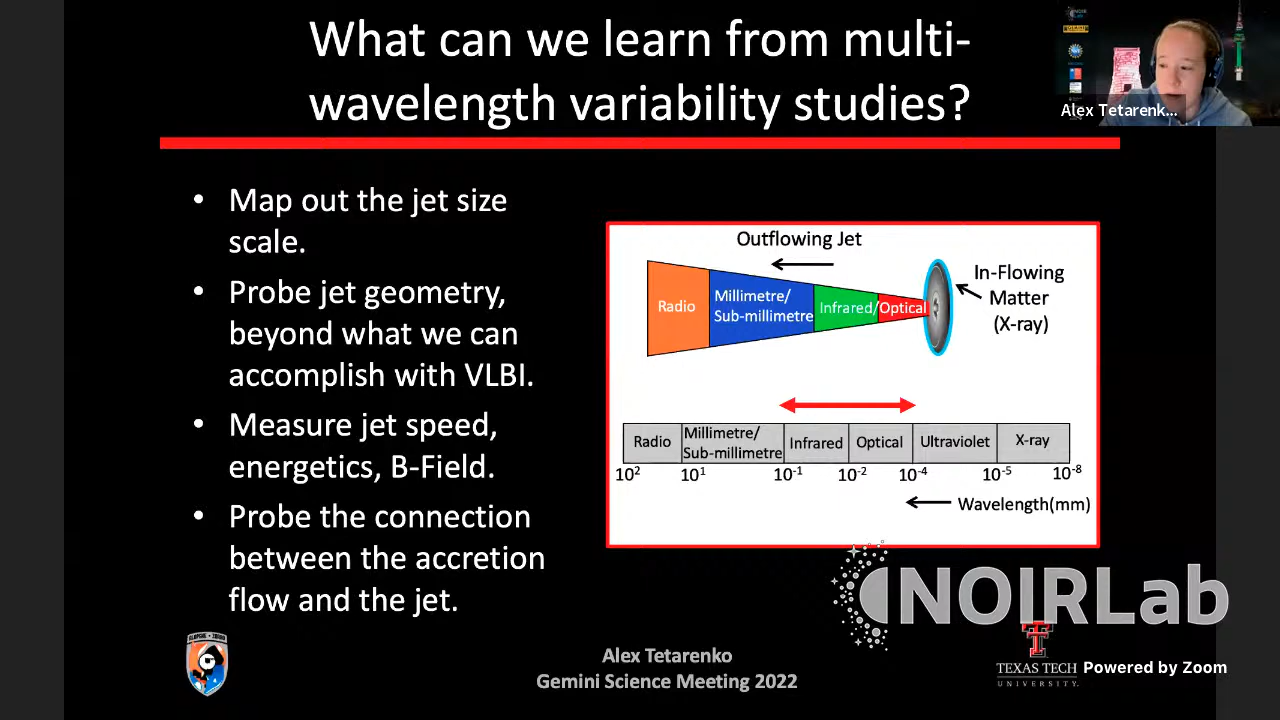 What can we learn from multi-
wavelength variability studies?
NOIR
Lab
Alex Tetarenk...
• Map out the jet size
scale.
• Probe jet geometry,
beyond what we can
accomplish with VLBI.
• Measure jet speed,
energetics, B-Field.
• Probe the connection
between the accretion
flow and the jet.
Outflowing Jet
In-Flowing
Matter
(X-ray)
Radio
Millimetre/
Sub-millimetre
Infrared/Optical
Radio
Millimetre/
Sub-millimetre
Infrared
Optical
Ultraviolet
X-ray
10² 10¹ 10⁻¹ 10⁻² 10⁻⁴ 10⁻⁵ 10⁻⁸
Wavelength(mm)
NOIRLab
Alex Tetarenko
Gemini Science Meeting 2022
TEXAS TECH
UNIVERSITY.
Powered by Zoom